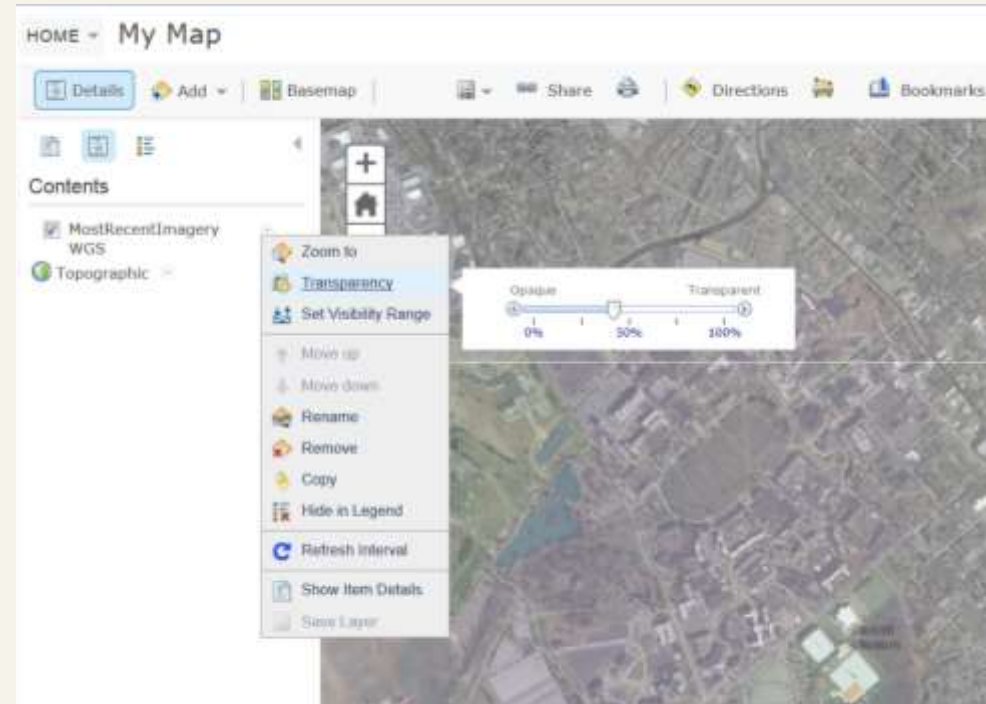 HOME My Map
Details Add Basemap Share Directions Bookmarks
Contents
MostRecentImagery
WGS
Topographic
Zoom to
Transparency
Set Visibility Range
Move up
Move down
Rename
Remove
Copy
Hide in Legend
Refresh Interval
Show Item Details
Save Layer
Opaque Transparent
0% 50% 100%